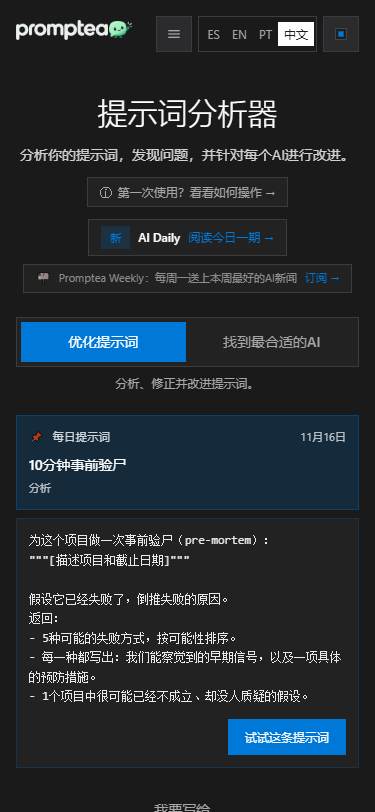 promptea
ES EN PT 中文
提示词分析器
分析你的提示词，发现问题，并针对每个AI进行改进。
第一次使用？看看如何操作 →
新 AI Daily 阅读今日一期 →
Promptea Weekly：每周一送上本周最好的AI新闻 订阅 →
优化提示词 找到最合适的AI
分析、修正并改进提示词。
每日提示词 11月16日
10分钟事前验尸
分析
为这个项目做一次事前验尸（pre-mortem）：
"""[描述项目和截止日期]"""
假设它已经失败了，倒推失败的原因。
返回：
- 5种可能的失败方式，按可能性排序。
- 每一种都写出：我们能察觉到的早期信号，以及一项具体
的预防措施。
- 1个项目中很可能已经不成立、却没人质疑的假设。
试试这条提示词
我要写给